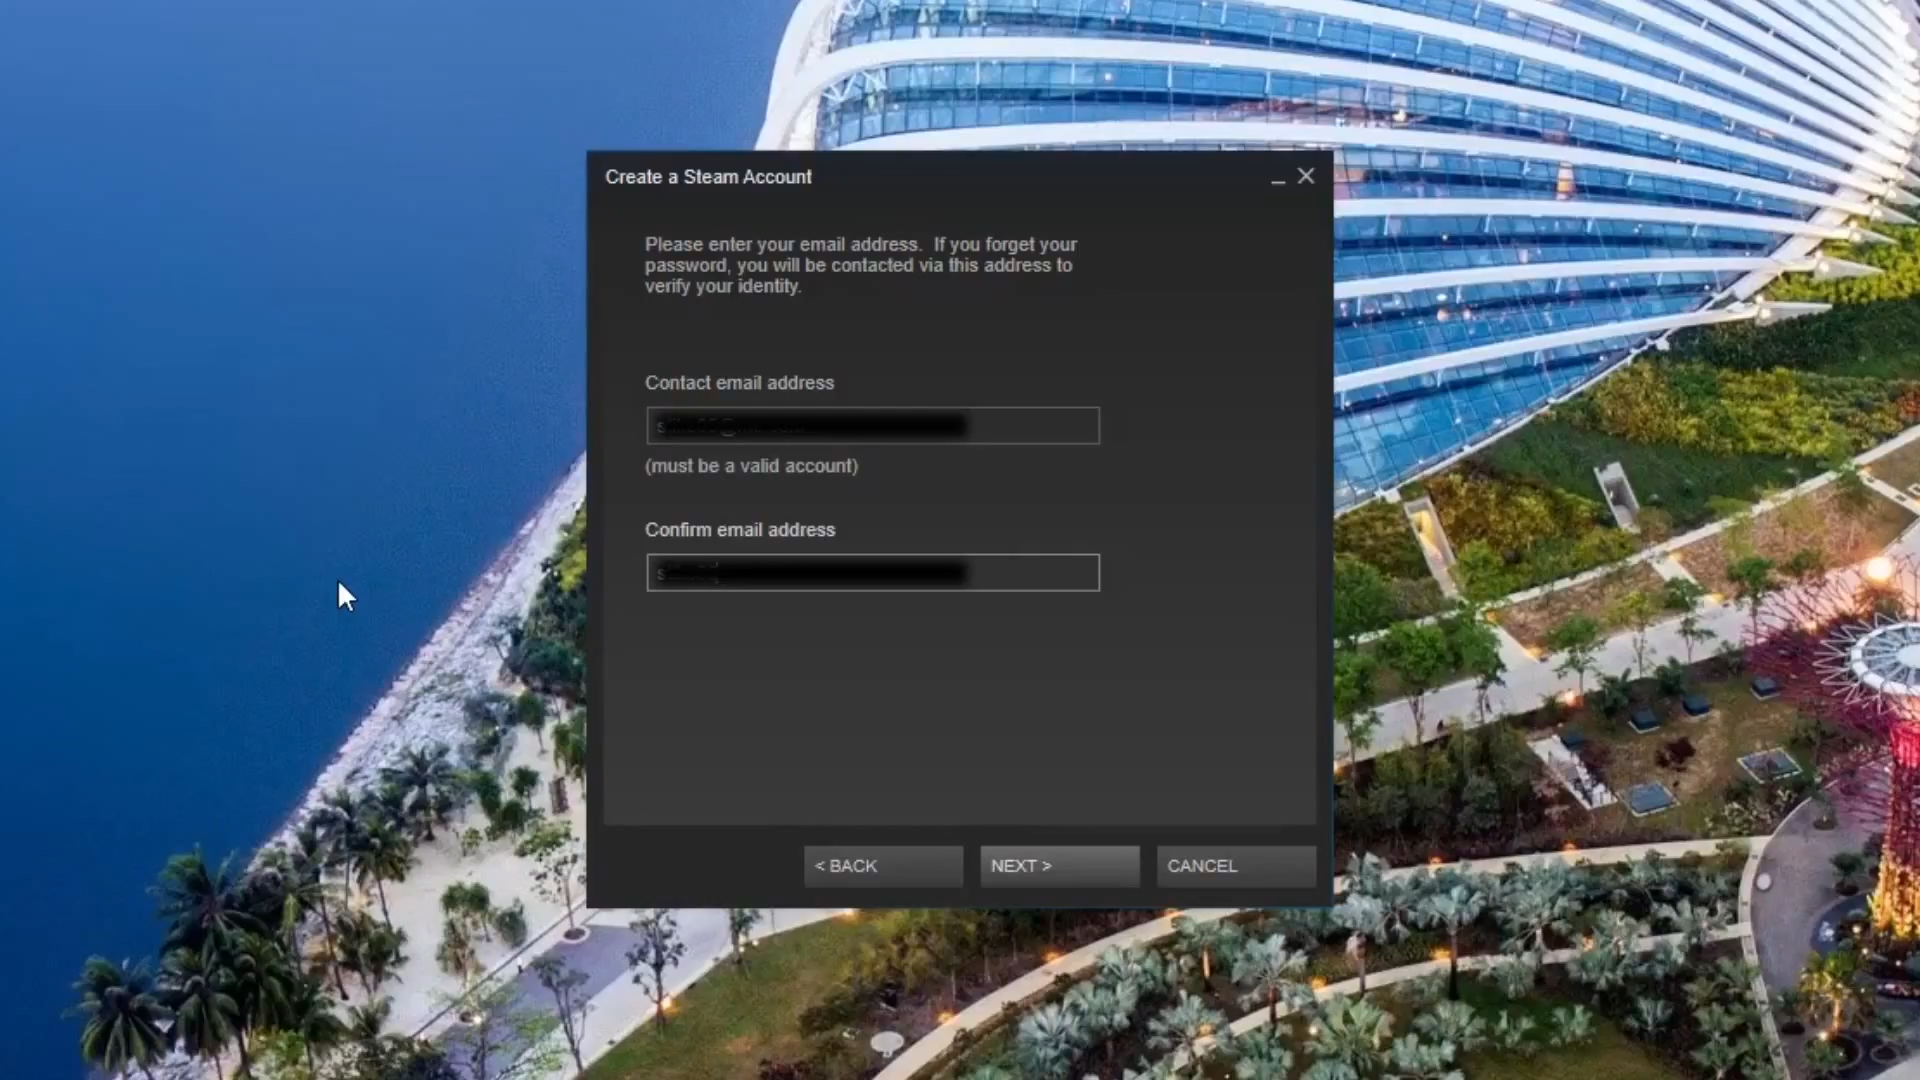 Create a Steam Account
Please enter your email address.  If you forget your
password, you will be contacted via this address to
verify your identity.
Contact email address
(must be a valid account)
Confirm email address
< BACK
NEXT >
CANCEL